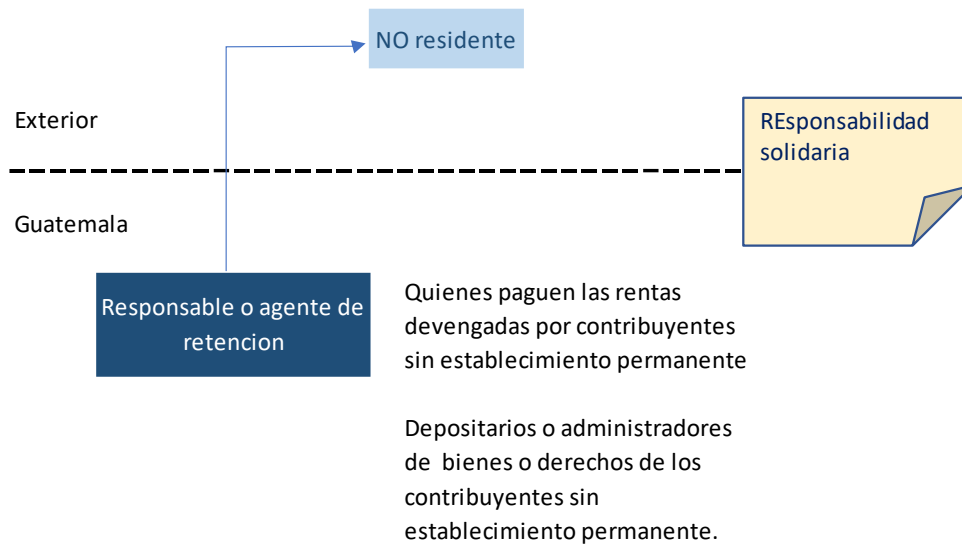 NO residente
Exterior
REsponsabilidad
solidaria
Guatemala
Responsable o agente de
retencion
Quienes paguen las rentas
devengadas por contribuyentes
sin establecimiento permanente
Depositarios o administradores
de bienes o derechos de los
contribuyentes sin
establecimiento permanente.